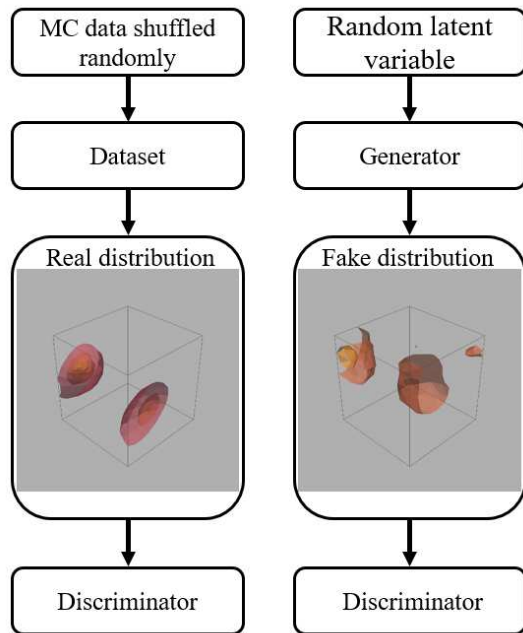 MC data shuffled
randomly
Dataset
Real distribution
Discriminator
Random latent
variable
Generator
Fake distribution
Discriminator